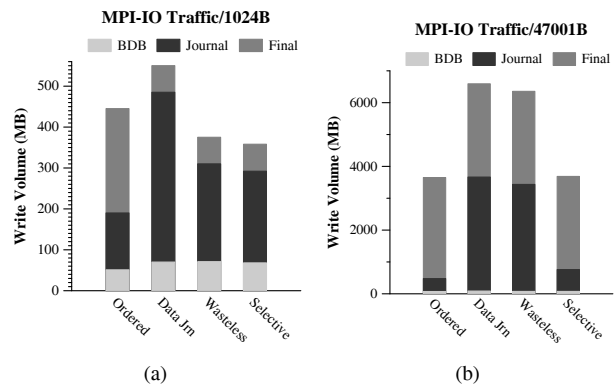 MPI-IO Traffic/1024B
BDB Journal Final
Write Volume (MB)
500
400
300
200
100
0
Ordered
Data Jrn
Wasteless
Selective
(a)
MPI-IO Traffic/47001B
BDB Journal Final
Write Volume (MB)
6000
4000
2000
0
Ordered
Data Jrn
Wasteless
Selective
(b)